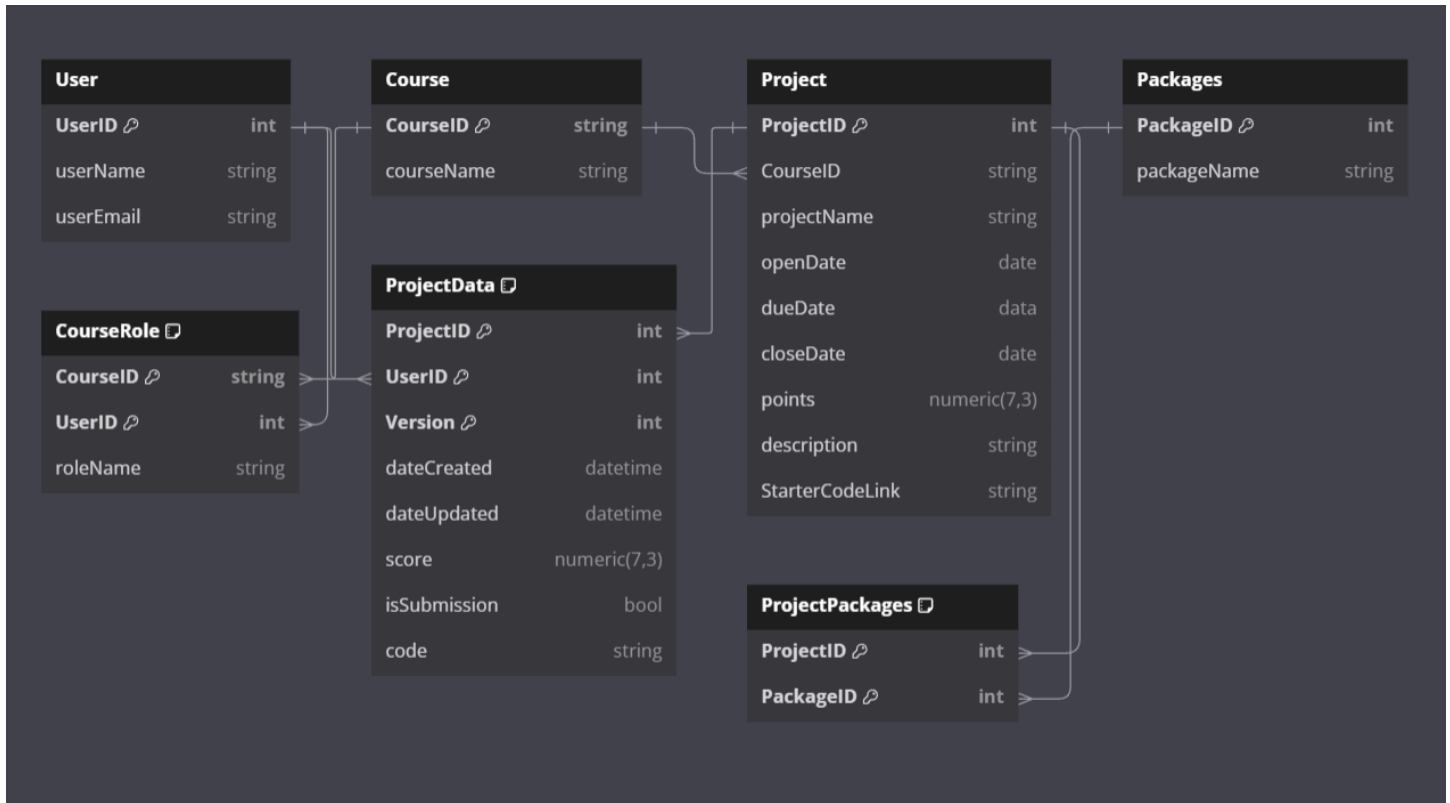 User
UserID int
userName string
userEmail string
Course
CourseID string
courseName string
Project
ProjectID int
CourseID string
projectName string
openDate date
dueDate data
closeDate date
points numeric(7,3)
description string
StarterCodeLink string
Packages
PackageID int
packageName string
CourseRole
CourseID string
UserID int
roleName string
ProjectData
ProjectID int
UserID int
Version int
dateCreated datetime
dateUpdated datetime
score numeric(7,3)
isSubmission bool
code string
ProjectPackages
ProjectID int
PackageID int